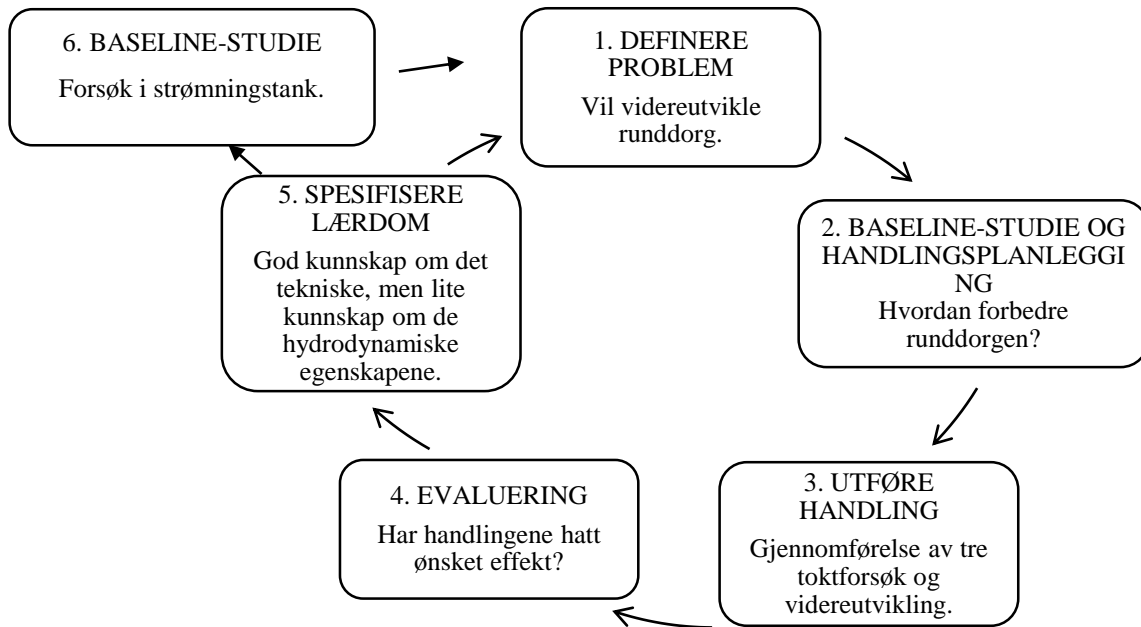 6. BASELINE-STUDIE
Forsøk i strømningstank.
1. DEFINERE
PROBLEM
Vil videreutvikle
runddorg.
2. BASELINE-STUDIE OG
HANDLINGSPLANLEGGI
NG
Hvordan forbedre
runddorgen?
3. UTFØRE
HANDLING
Gjennomførelse av tre
toktforsøk og
videreutvikling.
4. EVALUERING
Har handlingene hatt
ønsket effekt?
5. SPESIFISERE
LÆRDOM
God kunnskap om det
tekniske, men lite
kunnskap om de
hydrodynamiske
egenskapene.